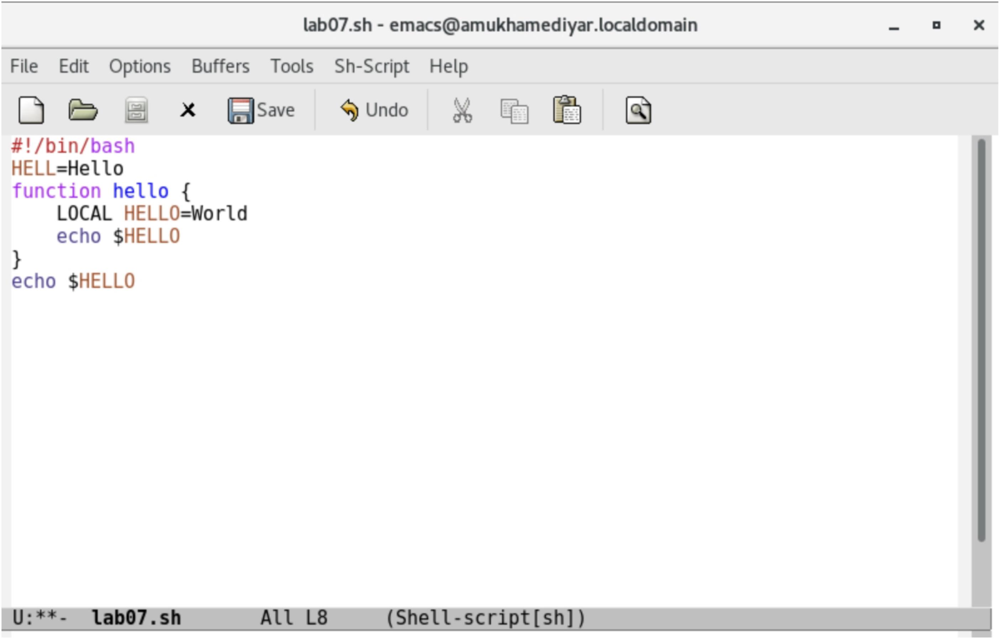 lab07.sh - emacs@amukhamediyar.localdomain
File Edit Options Buffers Tools Sh-Script Help
Save Undo
#!/bin/bash
HELL=Hello
function hello {
    LOCAL HELLO=World
    echo $HELLO
}
echo $HELLO
U:**-  lab07.sh       All L8     (Shell-script[sh])